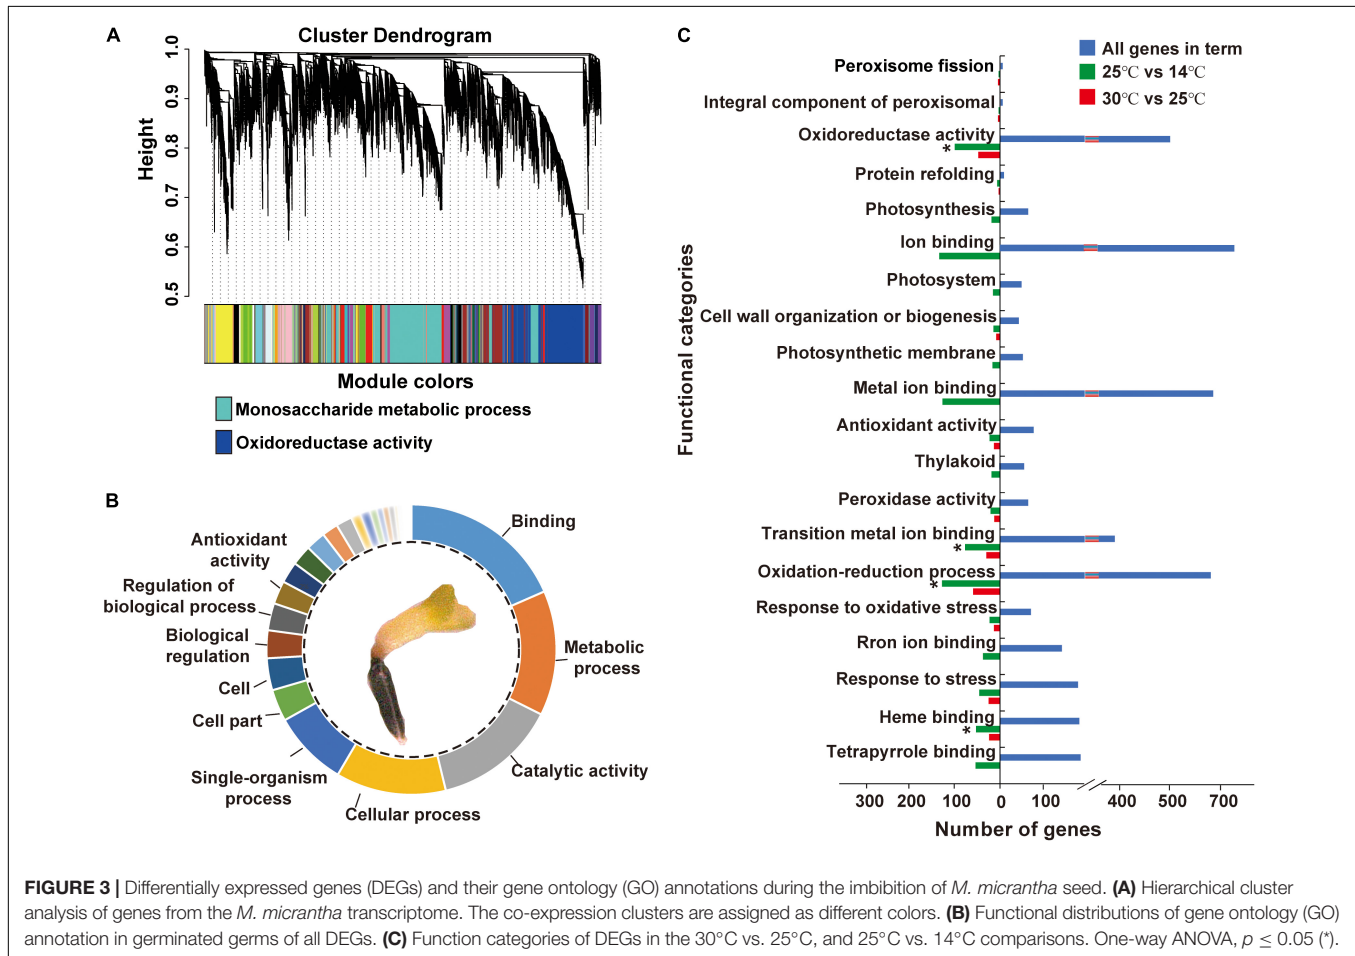 A
Cluster Dendrogram
Height
1.0
0.9
0.8
0.7
0.6
0.5
Module colors
Monosaccharide metabolic process
Oxidoreductase activity
B
Binding
Metabolic
process
Catalytic activity
Cellular process
Single-organism
process
Cell part
Cell
Biological
regulation
Regulation of
biological process
Antioxidant
activity
C
All genes in term
25℃ vs 14℃
30℃ vs 25℃
Functional categories
Peroxisome fission
Integral component of peroxisomal
Oxidoreductase activity
*
Protein refolding
Photosynthesis
Ion binding
Photosystem
Cell wall organization or biogenesis
Photosynthetic membrane
Metal ion binding
Antioxidant activity
Thylakoid
Peroxidase activity
Transition metal ion binding
*
Oxidation-reduction process
*
Response to oxidative stress
Rron ion binding
Response to stress
Heme binding
*
Tetrapyrrole binding
300 200 100 0 100 400 500 700
Number of genes
FIGURE 3 | Differentially expressed genes (DEGs) and their gene ontology (GO) annotations during the imbibition of M. micrantha seed. (A) Hierarchical cluster
analysis of genes from the M. micrantha transcriptome. The co-expression clusters are assigned as different colors. (B) Functional distributions of gene ontology (GO)
annotation in germinated germs of all DEGs. (C) Function categories of DEGs in the 30°C vs. 25°C, and 25°C vs. 14°C comparisons. One-way ANOVA, p ≤ 0.05 (*).